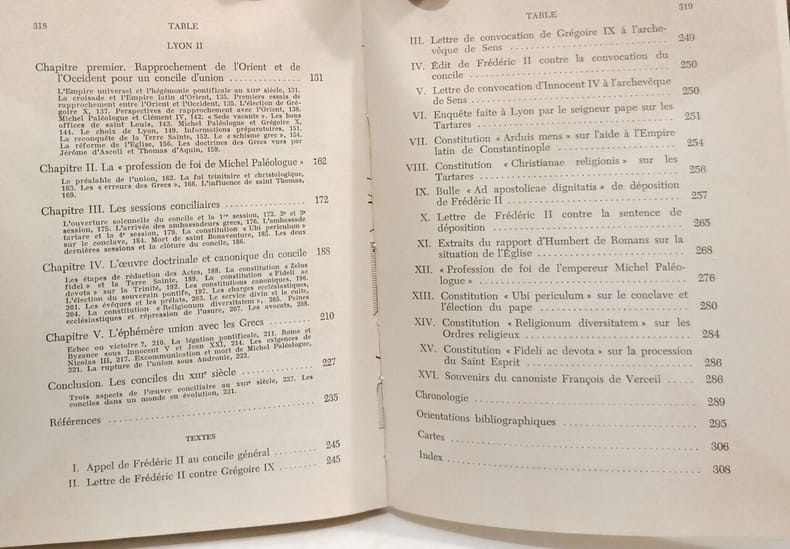 318 TABLE
LYON II
Chapitre premier. Rapprochement de l'Orient et de
l'Occident pour un concile d'union .............. 131
L'Empire universel et l'hégémonie pontificale au XIIIe siècle, 131.
La croisade et l'Empire latin d'Orient, 135. Premiers essais de
rapprochement entre l'Orient et l'Occident, 135. L'élection de Gré-
goire X, 137. Perspectives de rapprochement avec l'Orient, 138.
Michel Paléologue et Clément IV, 142. « Sede vacante ». Les bons
offices de saint Louis, 143. Michel Paléologue et Grégoire X,
144. Le choix de Lyon, 149. Informations préparatoires, 151.
La reconquête de la Terre Sainte, 152. Le « schisme grec », 154.
La réforme de l'Eglise, 156. Les doctrines des Grecs vues par
Jérôme d'Ascoli et Thomas d'Aquin, 159.
Chapitre II. La « profession de foi de Michel Paléologue » 162
Le préalable de l'union, 162. La foi trinitaire et christologique,
163. Les « erreurs des Grecs », 166. L'influence de saint Thomas,
169.
Chapitre III. Les sessions conciliaires .............. 172
L'ouverture solennelle du concile et la 1re session, 172. 2e et 3e
session, 175. L'arrivée des ambassadeurs grecs, 176. L'ambassade
tartare et la 4e session, 179. La constitution « Ubi periculum »
sur le conclave, 184. Mort de saint Bonaventure, 185. Les deux
dernières sessions et la clôture du concile, 186.
Chapitre IV. L'œuvre doctrinale et canonique du concile 188
Les étapes de rédaction des Actes, 188. La constitution « Zelus
fidei » et la Terre Sainte, 189. La constitution « Fideli ac
devota » sur la Trinité, 192. Les constitutions canoniques, 196.
L'élection du souverain pontife, 197. Les charges ecclésiastiques,
201. Les évêques et les prélats, 203. Le service divin et le culte,
204. La constitution « Religionum diversitatem », 205. Peines
ecclésiastiques et répression de l'usure, 207. Les avocats, 208.
Chapitre V. L'éphémère union avec les Grecs ........ 210
Echec ou victoire ?, 210. La légation pontificale, 211. Rome et
Byzance sous Innocent V et Jean XXI, 214. Les exigences de
Nicolas III, 217. Excommunication et mort de Michel Paléologue,
221. La rupture de l'union sous Andronic, 222.
Conclusion. Les conciles du XIIIe siècle ............ 227
Trois aspects de l'œuvre conciliaire au XIIIe siècle, 227. Les
conciles dans un monde en évolution, 231.
Références .............. 235
TEXTES
I. Appel de Frédéric II au concile général ........ 245
II. Lettre de Frédéric II contre Grégoire IX ........ 245
TABLE 319
III. Lettre de convocation de Grégoire IX à l'arche-
vêque de Sens .............. 249
IV. Édit de Frédéric II contre la convocation du
concile .............. 250
V. Lettre de convocation d'Innocent IV à l'archevêque
de Sens .............. 250
VI. Enquête faite à Lyon par le seigneur pape sur les
Tartares .............. 251
VII. Constitution « Arduis mens » sur l'aide à l'Empire
latin de Constantinople .............. 254
VIII. Constitution « Christianae religionis » sur les
Tartares .............. 256
IX. Bulle « Ad apostolicae dignitatis » de déposition
de Frédéric II .............. 257
X. Lettre de Frédéric II contre la sentence de
déposition .............. 265
XI. Extraits du rapport d'Humbert de Romans sur la
situation de l'Église .............. 268
XII. « Profession de foi de l'empereur Michel Paléo-
logue » .............. 276
XIII. Constitution « Ubi periculum » sur le conclave et
l'élection du pape .............. 280
XIV. Constitution « Religionum diversitatem » sur les
Ordres religieux .............. 284
XV. Constitution « Fideli ac devota » sur la procession
du Saint Esprit .............. 286
XVI. Souvenirs du canoniste François de Verceil ..... 286
Chronologie .............. 289
Orientations bibliographiques .............. 295
Cartes .............. 306
Index .............. 308